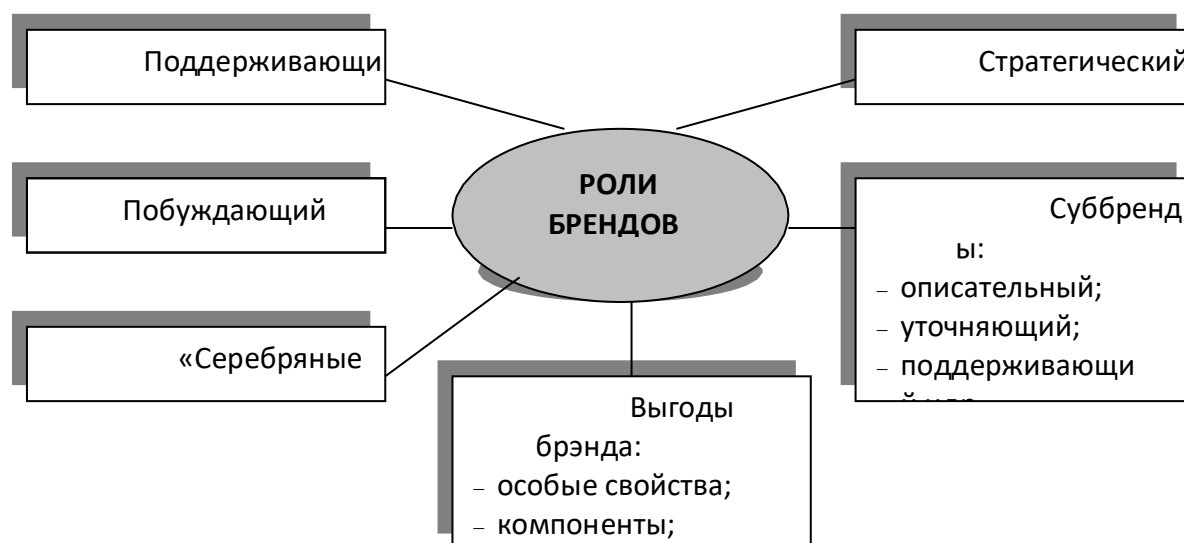 Поддерживающи
Стратегический
РОЛИ
БРЕНДОВ
Побуждающий
Суббренд
ы:
– описательный;
– уточняющий;
– поддерживающи
«Серебряные
Выгоды
брэнда:
– особые свойства;
– компоненты;